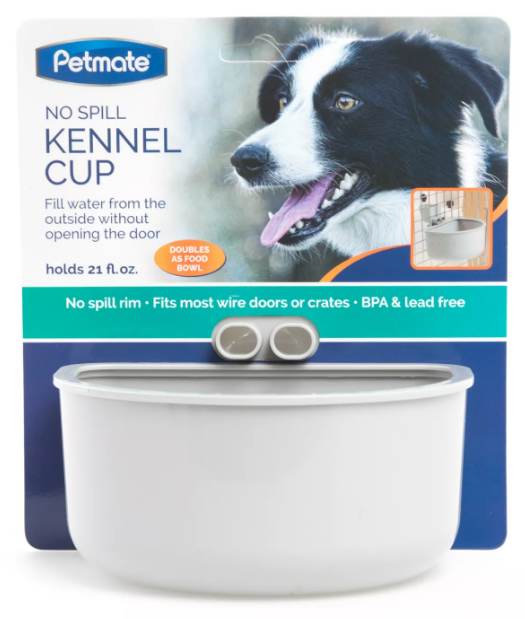 Petmate®
NO SPILL
KENNEL
CUP
Fill water from the
outside without
opening the door
DOUBLES
AS FOOD
BOWL
holds 21 fl. oz.
No spill rim • Fits most wire doors or crates • BPA & lead free